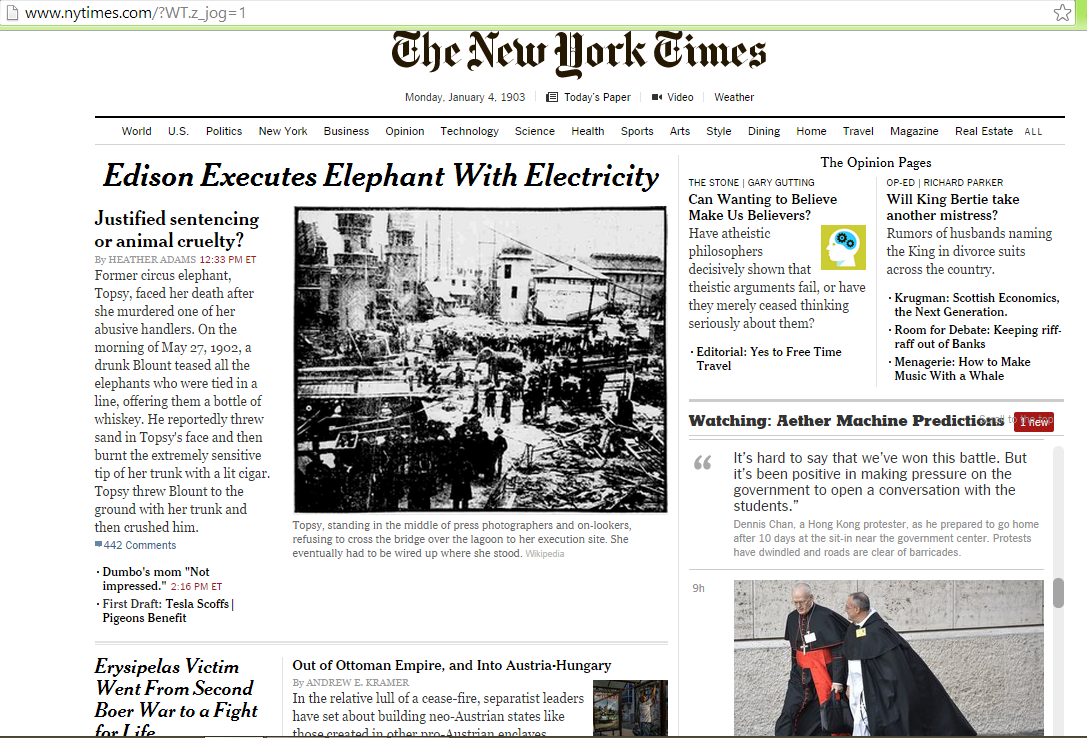 www.nytimes.com/?WT.z_jog=1
The New York Times
Monday, January 4, 1903
Today's Paper
Video
Weather
World U.S. Politics New York Business Opinion Technology Science Health Sports Arts Style Dining Home Travel Magazine Real Estate ALL
Edison Executes Elephant With Electricity
Justified sentencing
or animal cruelty?
By HEATHER ADAMS 12:33 PM ET
Former circus elephant,
Topsy, faced her death after
she murdered one of her
abusive handlers. On the
morning of May 27, 1902, a
drunk Blount teased all the
elephants who were tied in a
line, offering them a bottle of
whiskey. He reportedly threw
sand in Topsy's face and then
burnt the extremely sensitive
tip of her trunk with a lit cigar.
Topsy threw Blount to the
ground with her trunk and
then crushed him.
442 Comments
· Dumbo's mom "Not
impressed." 2:16 PM ET
· First Draft: Tesla Scoffs |
Pigeons Benefit
Topsy, standing in the middle of press photographers and on-lookers,
refusing to cross the bridge over the lagoon to her execution site. She
eventually had to be wired up where she stood. Wikipedia
The Opinion Pages
THE STONE | GARY GUTTING
Can Wanting to Believe
Make Us Believers?
Have atheistic
philosophers
decisively shown that
theistic arguments fail, or have
they merely ceased thinking
seriously about them?
· Editorial: Yes to Free Time
Travel
OP-ED | RICHARD PARKER
Will King Bertie take
another mistress?
Rumors of husbands naming
the King in divorce suits
across the country.
· Krugman: Scottish Economics,
the Next Generation.
· Room for Debate: Keeping riff-
raff out of Banks
· Menagerie: How to Make
Music With a Whale
Watching: Aether Machine Predictions
Scroll to the top
1 new
“
It's hard to say that we've won this battle. But
it's been positive in making pressure on the
government to open a conversation with the
students.”
Dennis Chan, a Hong Kong protester, as he prepared to go home
after 10 days at the sit-in near the government center. Protests
have dwindled and roads are clear of barricades.
9h
Erysipelas Victim
Went From Second
Boer War to a Fight
for Life
Out of Ottoman Empire, and Into Austria-Hungary
By ANDREW E. KRAMER
In the relative lull of a cease-fire, separatist leaders
have set about building neo-Austrian states like
those created in other pro-Austrian enclaves